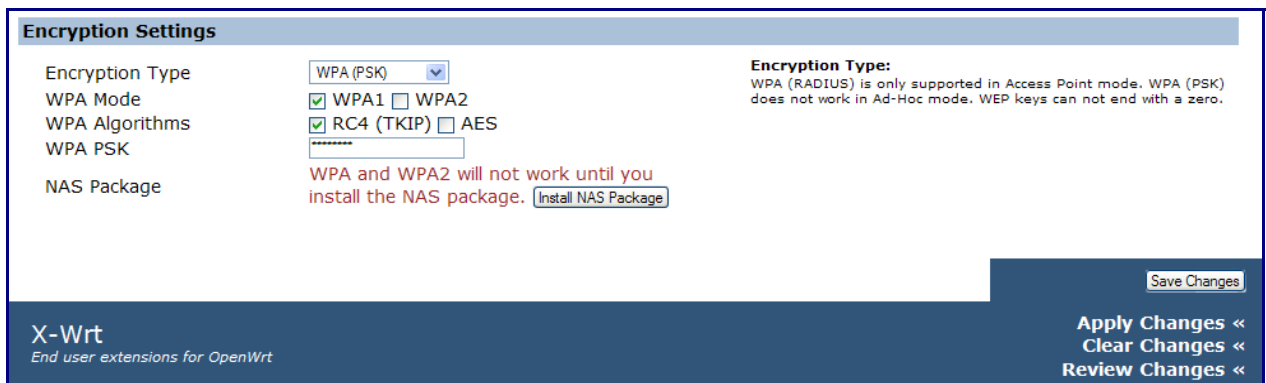 Encryption Settings
Encryption Type
WPA (PSK)
WPA Mode
WPA1 WPA2
WPA Algorithms
RC4 (TKIP) AES
WPA PSK
********
NAS Package
WPA and WPA2 will not work until you
install the NAS package. Install NAS Package
Encryption Type:
WPA (RADIUS) is only supported in Access Point mode. WPA (PSK)
does not work in Ad-Hoc mode. WEP keys can not end with a zero.
Save Changes
X-Wrt
End user extensions for OpenWrt
Apply Changes «
Clear Changes «
Review Changes «